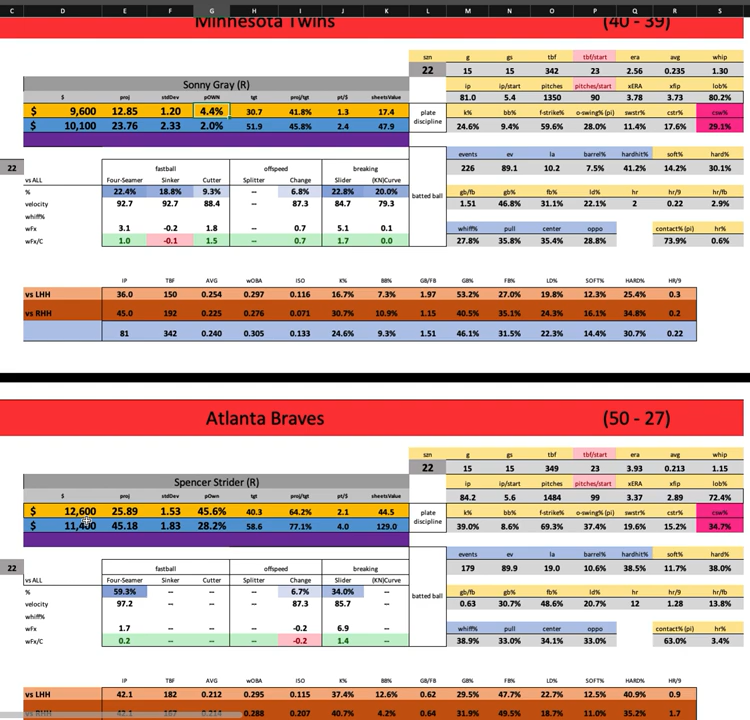 C D E F G H I J K L M N O P Q R S
Minnesota Twins (40 - 39)
szn g gs tbf tbf/start era avg whip
22 15 15 342 23 2.56 0.235 1.30
Sonny Gray (R)
ip ip/start pitches pitches/start xERA xfip lob%
81.0 5.4 1350 90 3.78 3.73 80.2%
$ proj stdDev pOWN tgt proj/tgt pt/$ sheetsValue
$ 9,600 12.85 1.20 4.4% 30.7 41.8% 1.3 17.4
plate discipline
k% bb% f-strike% o-swing% (pi) swstr% cstr% csw%
$ 10,100 23.76 2.33 2.0% 51.9 45.8% 2.4 47.9
24.6% 9.4% 59.6% 28.0% 11.4% 17.6% 29.1%
events ev la barrel% hardhit% soft% hard%
226 89.1 10.2 7.5% 41.2% 14.2% 30.1%
22 fastball offspeed breaking
vs ALL Four-Seamer Sinker Cutter Splitter Change Slider (KN)Curve
% 22.4% 18.8% 9.3% -- 6.8% 22.8% 20.0%
batted ball
gb/fb gb% fb% ld% hr hr/9 hr/fb
velocity 92.7 92.7 88.4 -- 87.3 84.7 79.3
1.51 46.8% 31.1% 22.1% 2 0.22 2.9%
whiff%
wFx 3.1 -0.2 1.8 -- 0.7 5.1 0.1
whiff% pull center oppo contact% (pi) hr%
wFx/C 1.0 -0.1 1.5 -- 0.7 1.7 0.0
27.8% 35.8% 35.4% 28.8% 73.9% 0.6%
IP TBF AVG wOBA ISO K% BB% GB/FB GB% FB% LD% SOFT% HARD% HR/9
vs LHH 36.0 150 0.254 0.297 0.116 16.7% 7.3% 1.97 53.2% 27.0% 19.8% 12.3% 25.4% 0.3
vs RHH 45.0 192 0.225 0.276 0.071 30.7% 10.9% 1.15 40.5% 35.1% 24.3% 16.1% 34.8% 0.2
81 342 0.240 0.305 0.133 24.6% 9.3% 1.51 46.1% 31.5% 22.3% 14.4% 30.7% 0.22
Atlanta Braves (50 - 27)
szn g gs tbf tbf/start era avg whip
22 15 15 349 23 3.93 0.213 1.15
Spencer Strider (R)
ip ip/start pitches pitches/start xERA xfip lob%
84.2 5.6 1484 99 3.37 2.89 72.4%
$ proj stdDev pOwn tgt proj/tgt pt/$ sheetsValue
$ 12,600 25.89 1.53 45.6% 40.3 64.2% 2.1 44.5
plate discipline
k% bb% f-strike% o-swing% (pi) swstr% cstr% csw%
$ 11,400 45.18 1.83 28.2% 58.6 77.1% 4.0 129.0
39.0% 8.6% 69.3% 37.4% 19.6% 15.2% 34.7%
events ev la barrel% hardhit% soft% hard%
179 89.9 19.0 10.6% 38.5% 11.7% 38.0%
22 fastball offspeed breaking
vs ALL Four-Seamer Sinker Cutter Splitter Change Slider (KN)Curve
% 59.3% -- -- -- 6.7% 34.0% --
batted ball
gb/fb gb% fb% ld% hr hr/9 hr/fb
velocity 97.2 -- -- -- 87.3 85.7 --
0.63 30.7% 48.6% 20.7% 12 1.28 13.8%
whiff%
wFx 1.7 -- -- -- -0.2 6.9 --
whiff% pull center oppo contact% (pi) hr%
wFx/C 0.2 -- -- -- -0.2 1.4 --
38.9% 33.0% 34.1% 33.0% 63.0% 3.4%
IP TBF AVG wOBA ISO K% BB% GB/FB GB% FB% LD% SOFT% HARD% HR/9
vs LHH 42.1 182 0.212 0.295 0.115 37.4% 12.6% 0.62 29.5% 47.7% 22.7% 12.5% 40.9% 0.9
vs RHH 42.1 167 0.214 0.288 0.207 40.7% 4.2% 0.64 31.9% 49.5% 18.7% 11.0% 35.2% 1.7